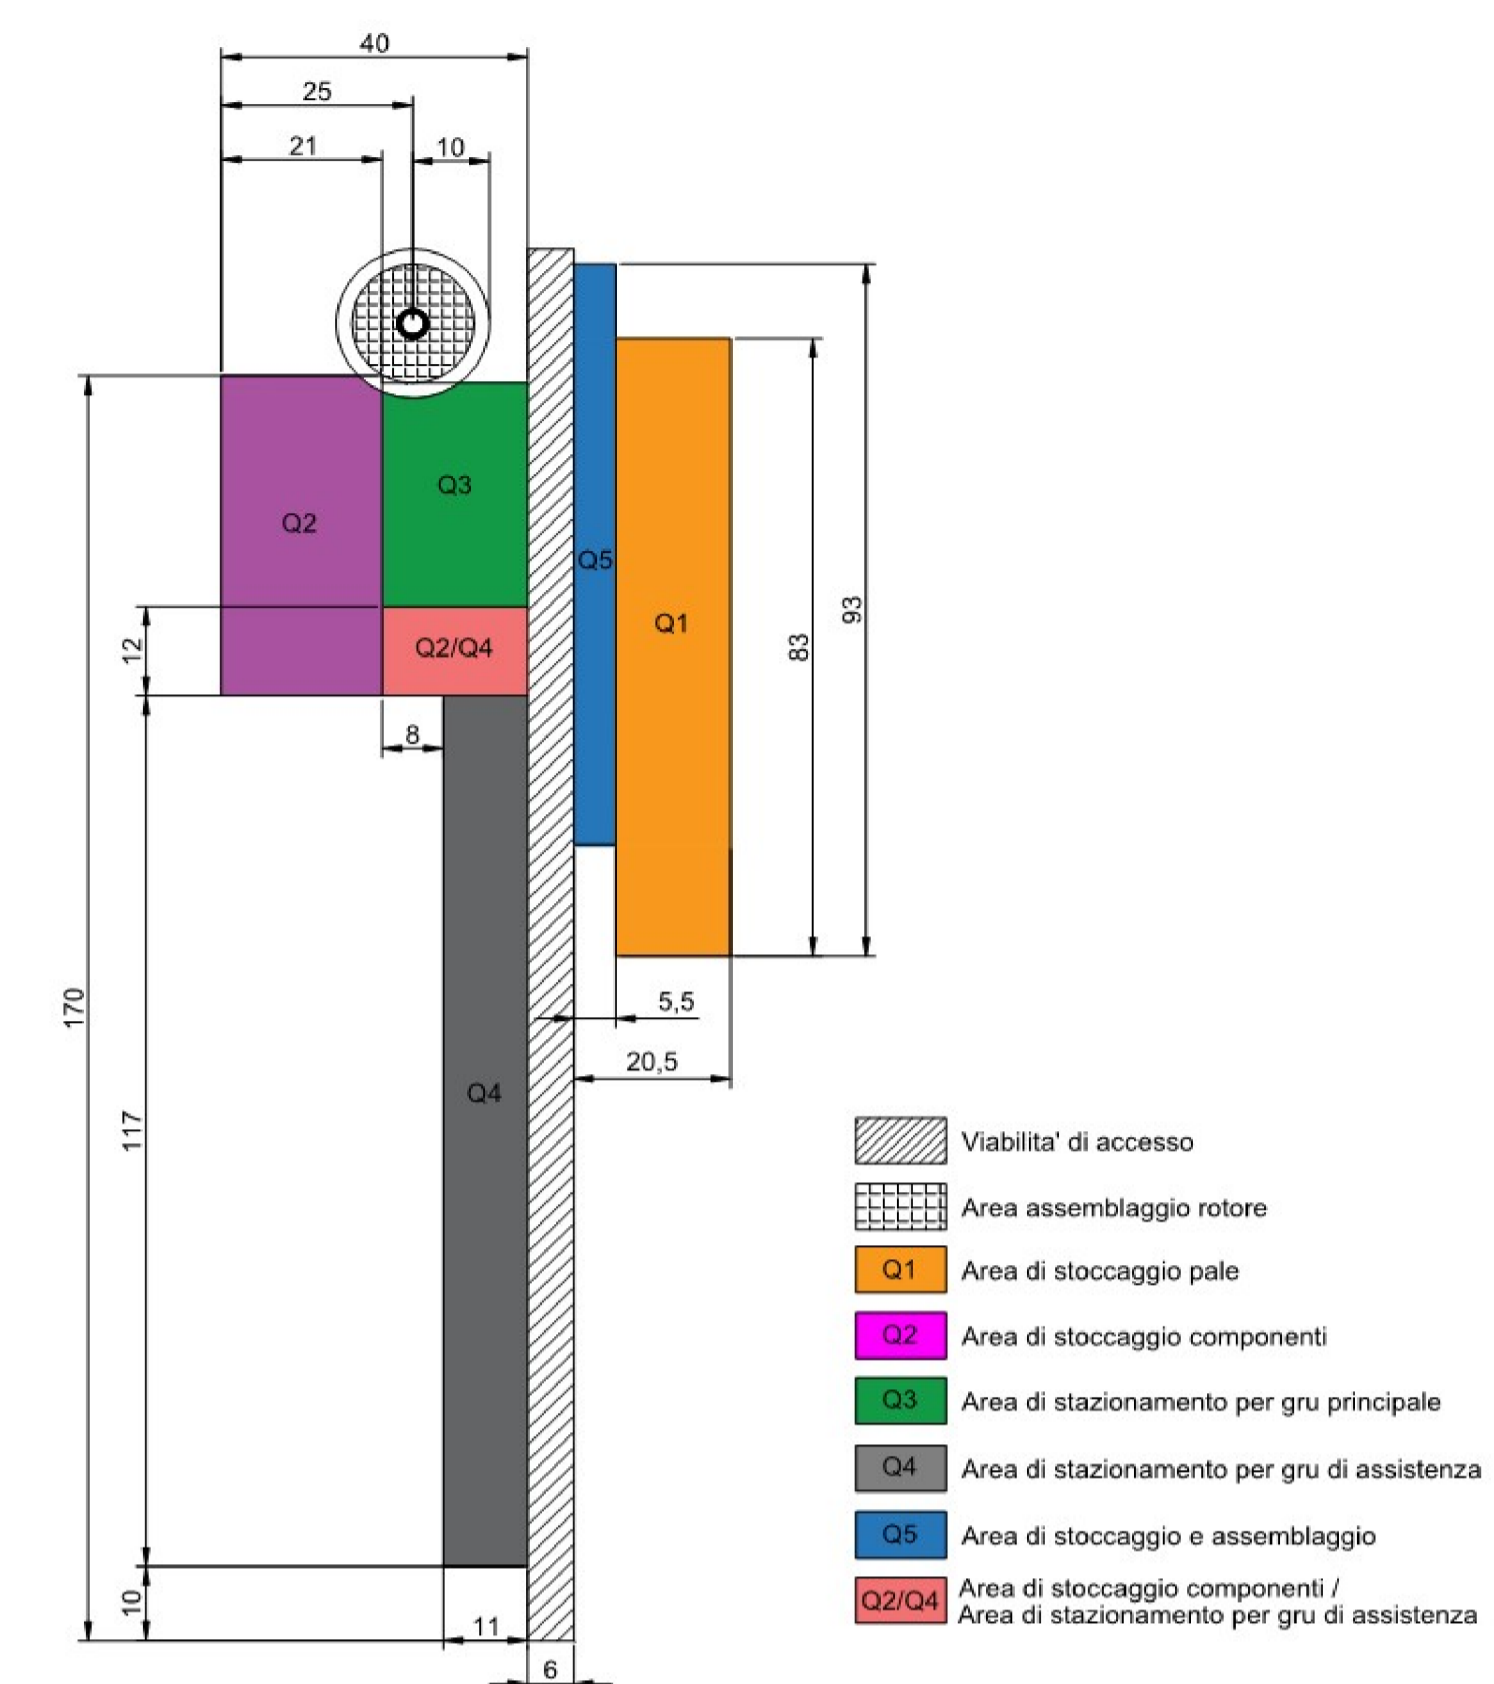 40
25
21
10
Q3
Q2
Q5
12
Q2/Q4
Q1
83
93
8
170
117
5,5
20,5
Q4
10
11
6
Viabilita' di accesso
Area assemblaggio rotore
Q1 Area di stoccaggio pale
Q2 Area di stoccaggio componenti
Q3 Area di stazionamento per gru principale
Q4 Area di stazionamento per gru di assistenza
Q5 Area di stoccaggio e assemblaggio
Q2/Q4 Area di stoccaggio componenti /
Area di stazionamento per gru di assistenza